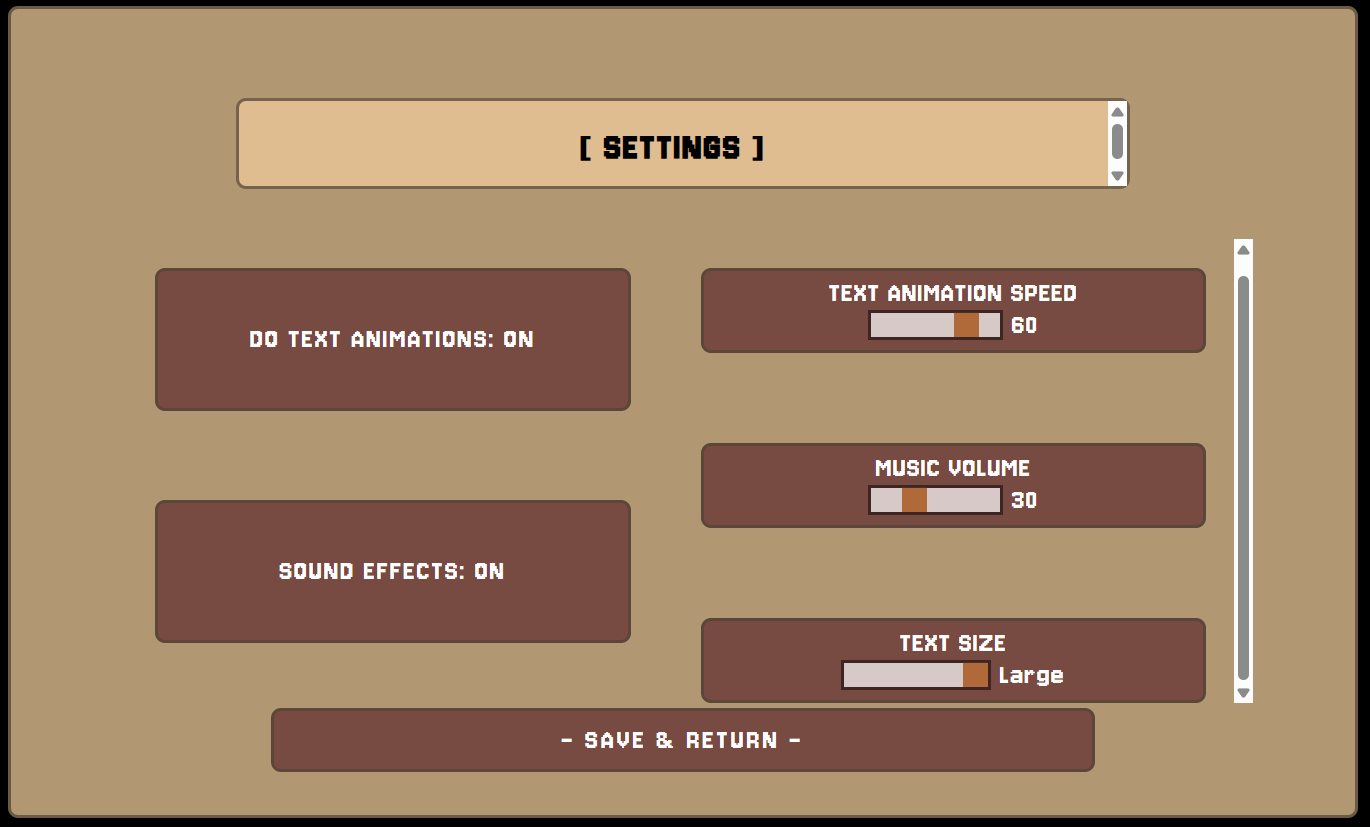 [ SETTINGS ]
DO TEXT ANIMATIONS: ON
SOUND EFFECTS: ON
TEXT ANIMATION SPEED
60
MUSIC VOLUME
30
TEXT SIZE
Large
- SAVE & RETURN -